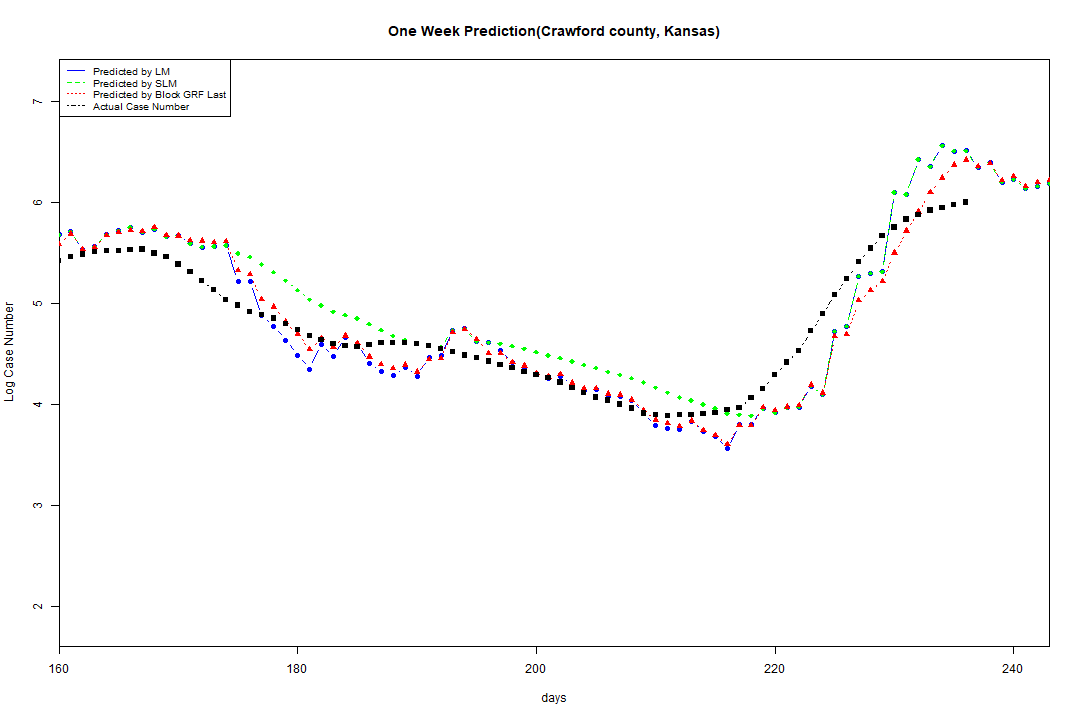 One Week Prediction(Crawford county, Kansas)
Predicted by LM
Predicted by SLM
Predicted by Block GRF Last
Actual Case Number
7
6
5
4
3
2
Log Case Number
160 180 200 220 240
days